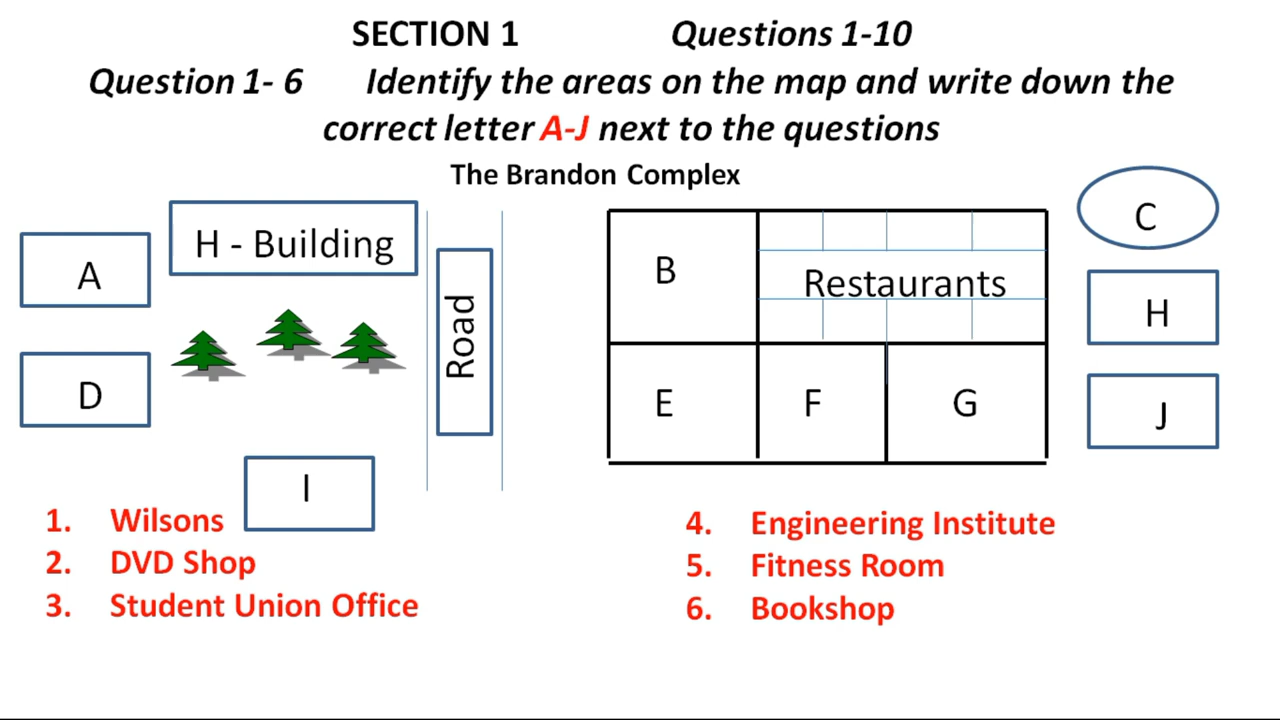 SECTION 1 Questions 1-10
Question 1- 6 Identify the areas on the map and write down the
correct letter A-J next to the questions
The Brandon Complex
H - Building
A
D
I
Road
B
Restaurants
E
F
G
C
H
J
1. Wilsons
2. DVD Shop
3. Student Union Office
4. Engineering Institute
5. Fitness Room
6. Bookshop